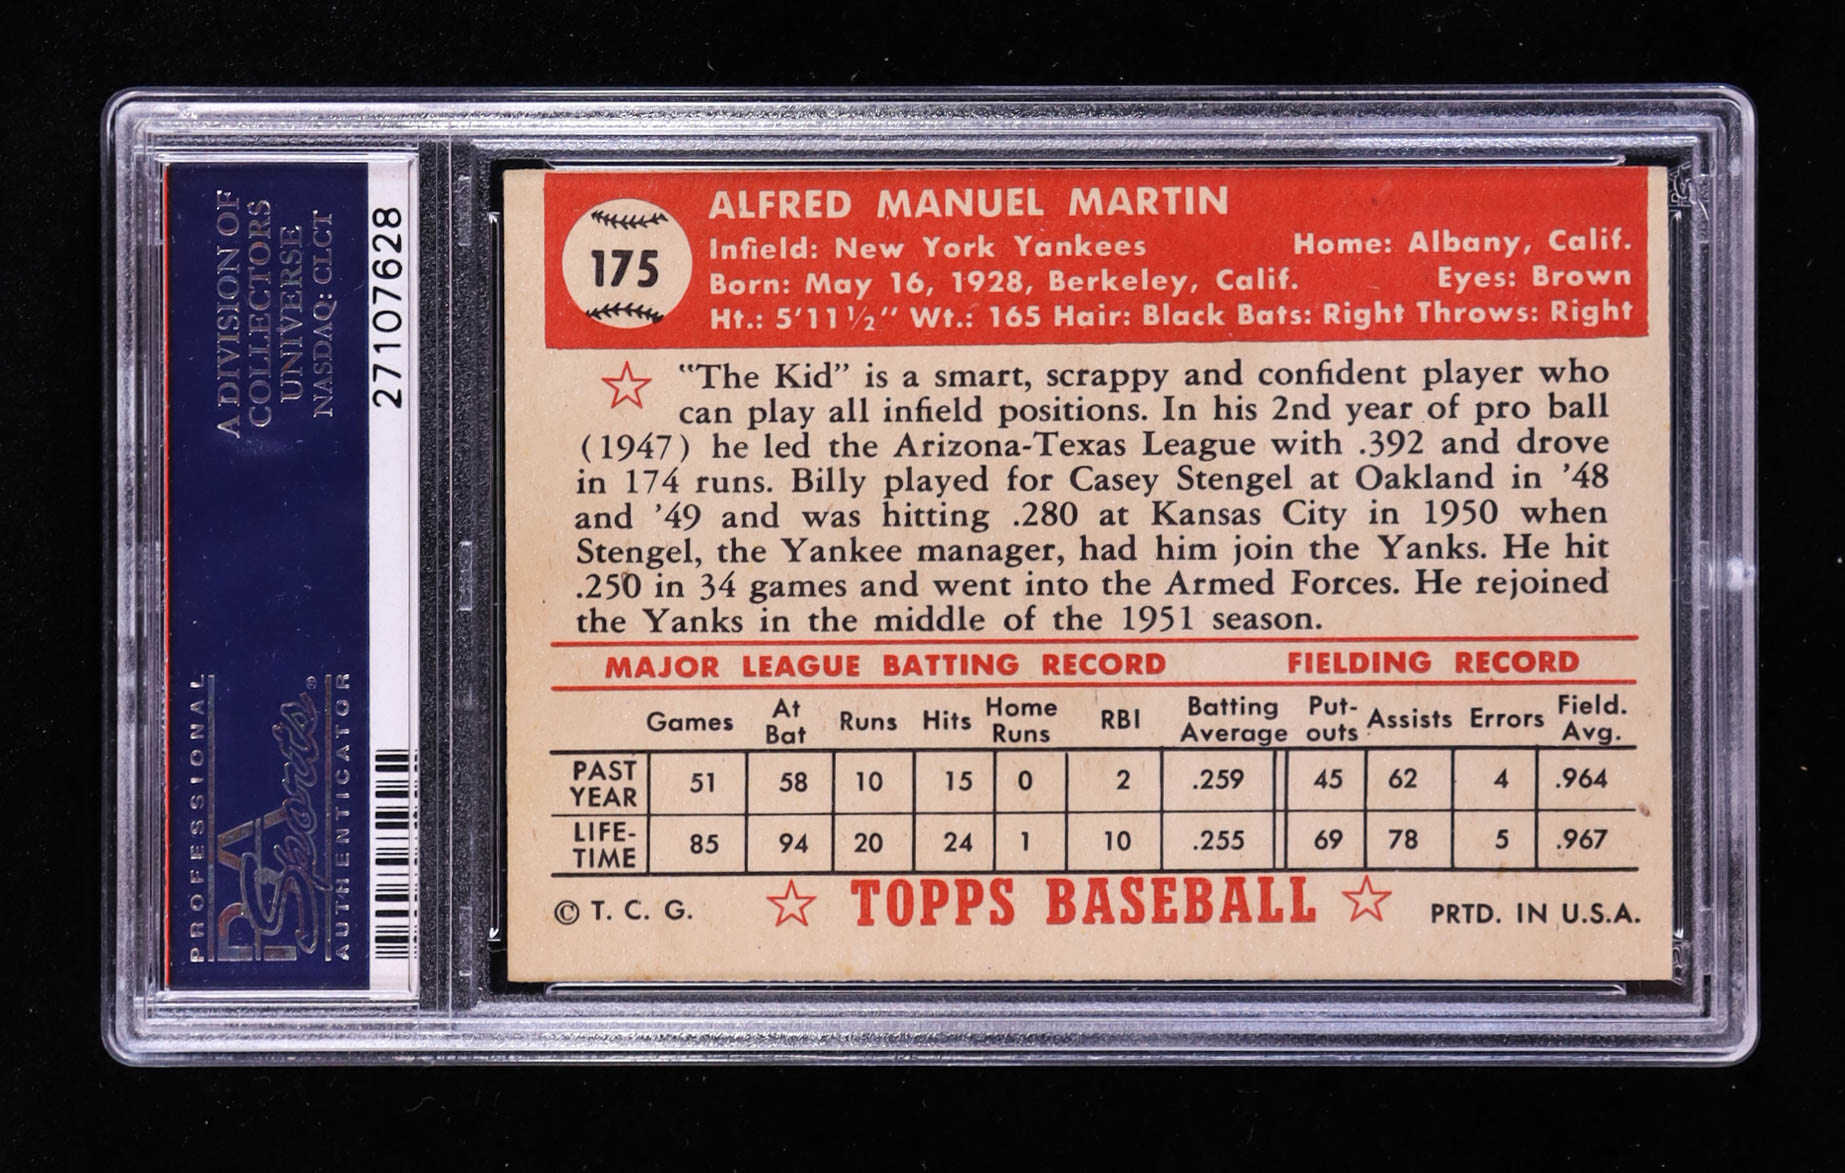 A DIVISION OF
COLLECTORS
UNIVERSE
NASDAQ: CLCT
27107628
PROFESSIONAL
PSA
Sports®
AUTHENTICATOR
175
ALFRED MANUEL MARTIN
Infield: New York Yankees Home: Albany, Calif.
Born: May 16, 1928, Berkeley, Calif. Eyes: Brown
Ht.: 5'11½" Wt.: 165 Hair: Black Bats: Right Throws: Right
"The Kid" is a smart, scrappy and confident player who
can play all infield positions. In his 2nd year of pro ball
(1947) he led the Arizona-Texas League with .392 and drove
in 174 runs. Billy played for Casey Stengel at Oakland in '48
and '49 and was hitting .280 at Kansas City in 1950 when
Stengel, the Yankee manager, had him join the Yanks. He hit
.250 in 34 games and went into the Armed Forces. He rejoined
the Yanks in the middle of the 1951 season.
MAJOR LEAGUE BATTING RECORD FIELDING RECORD
Games At Bat Runs Hits Home Runs RBI Batting Average Put-outs Assists Errors Field. Avg.
PAST YEAR 51 58 10 15 0 2 .259 45 62 4 .964
LIFE-TIME 85 94 20 24 1 10 .255 69 78 5 .967
© T. C. G. ☆ TOPPS BASEBALL ☆ PRTD. IN U.S.A.